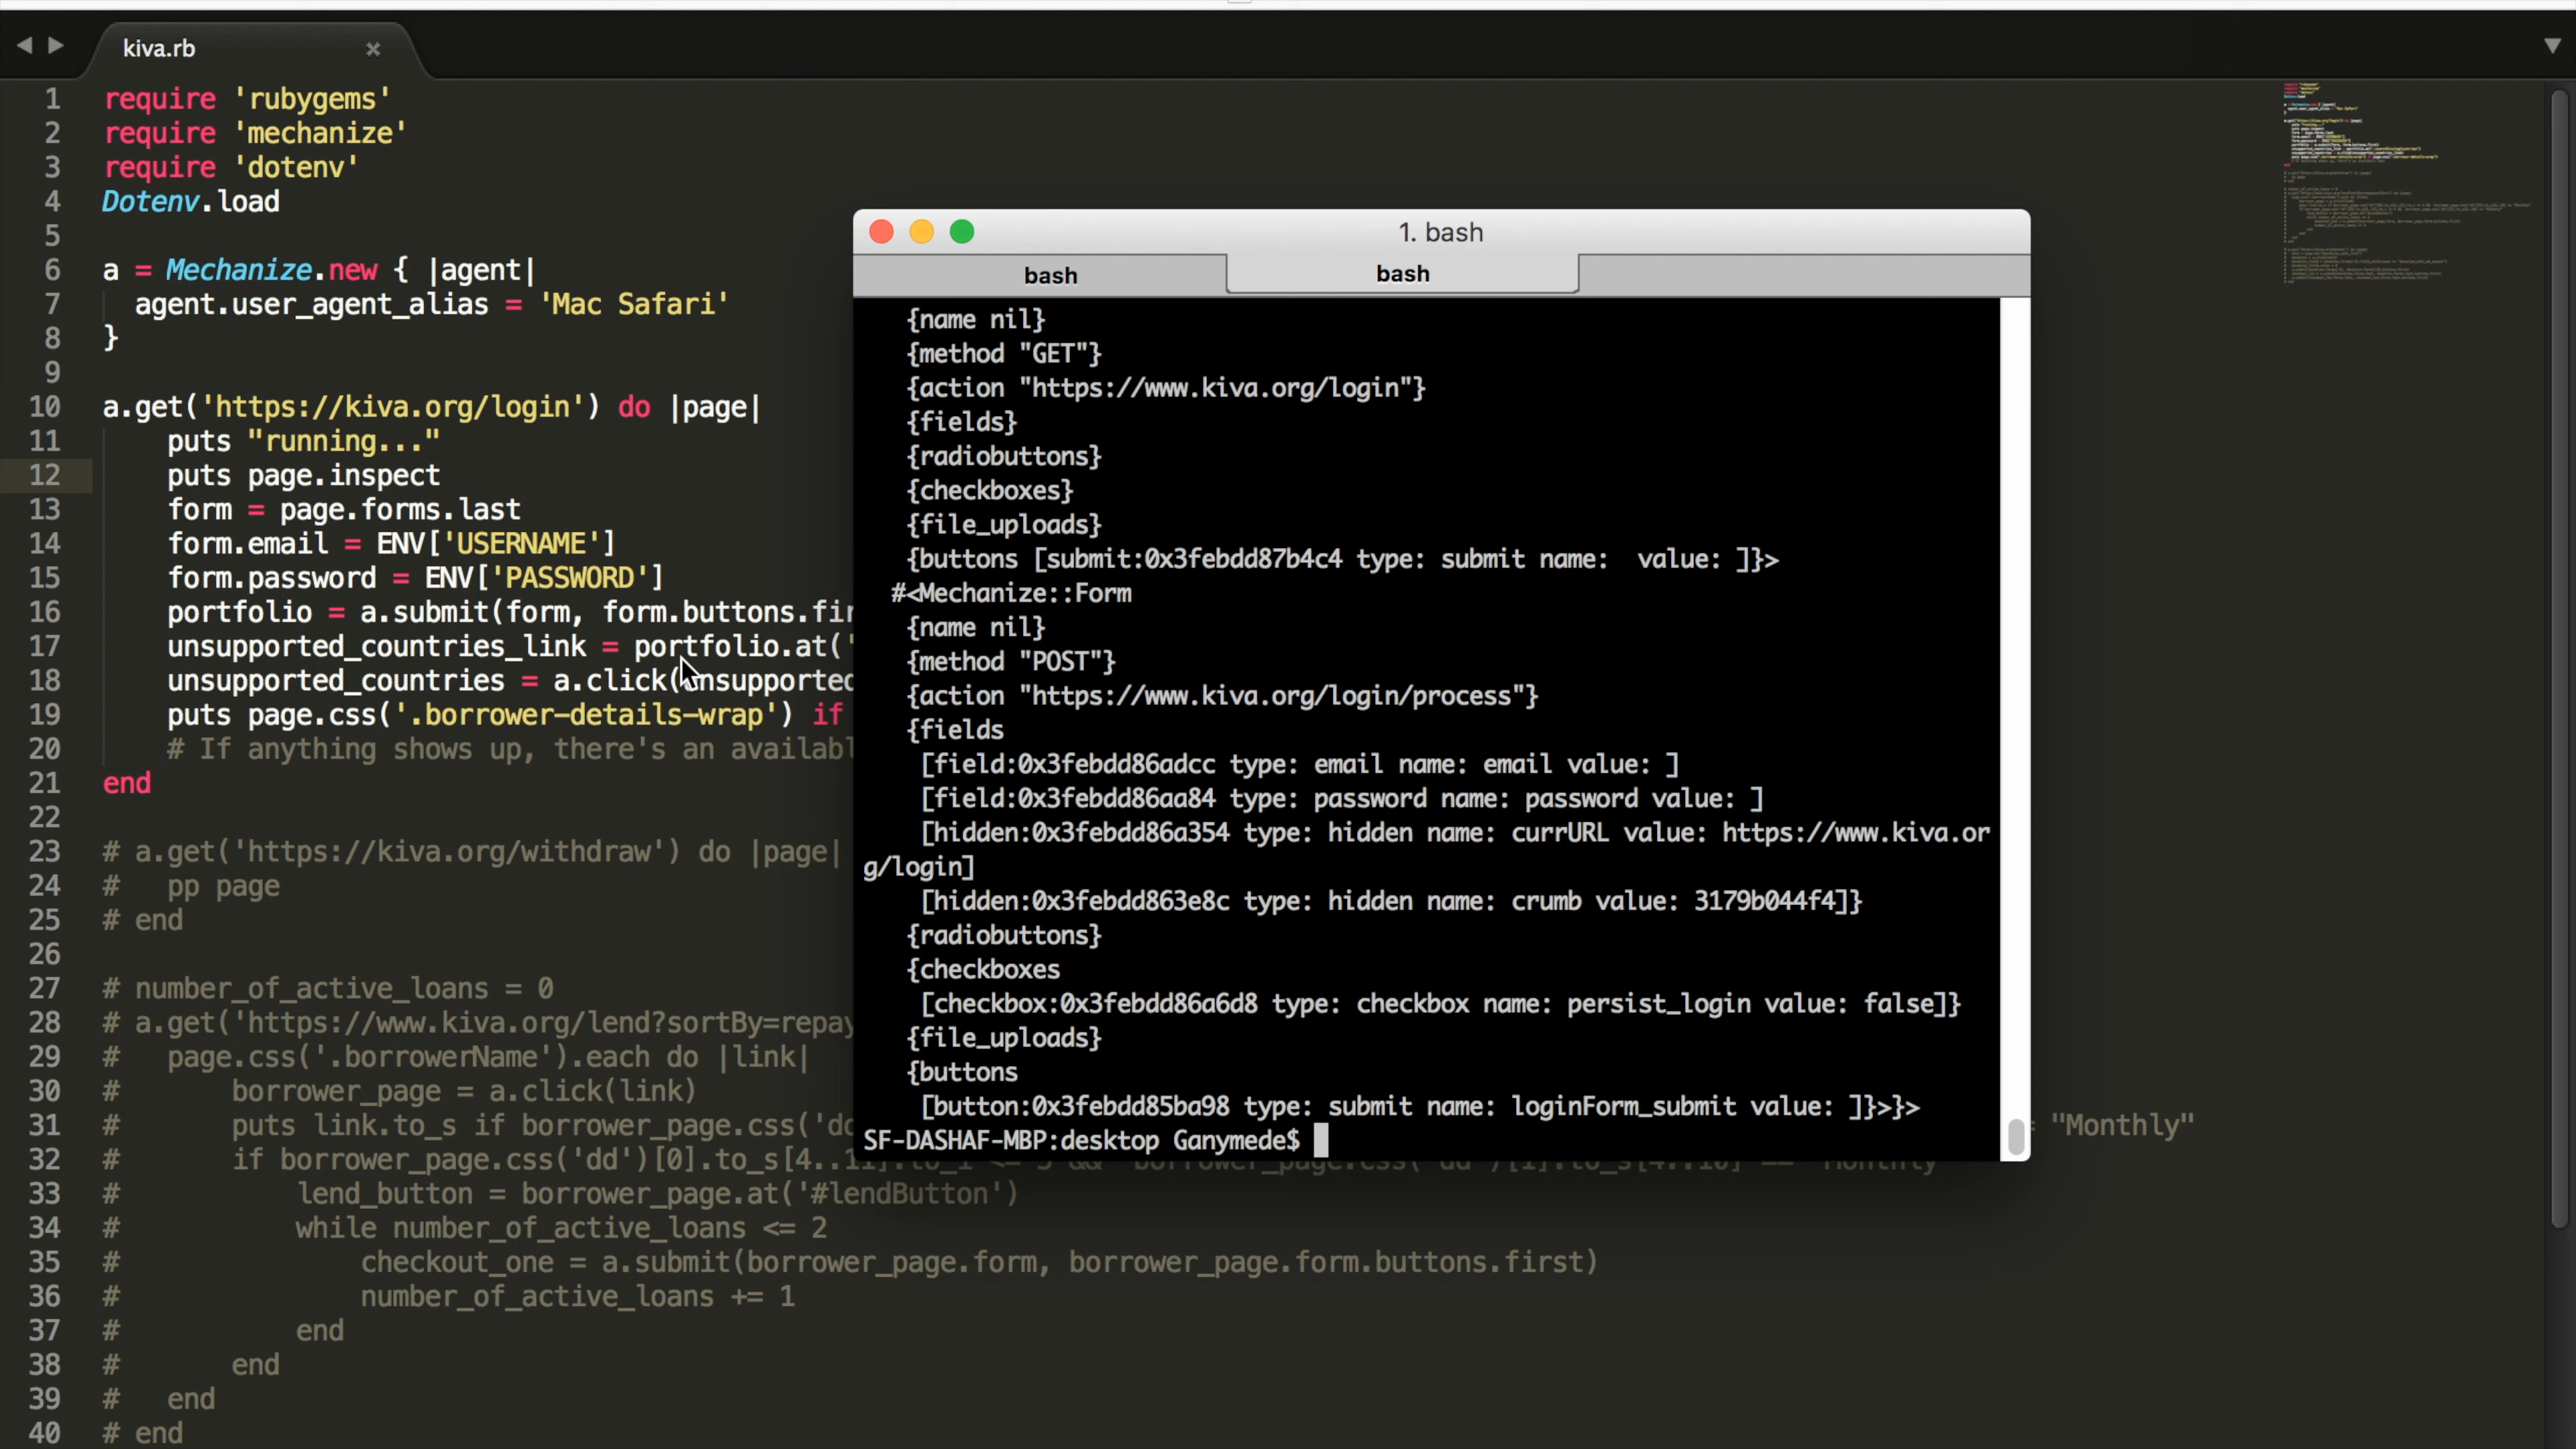 kiva.rb
1 require 'rubygems'
2 require 'mechanize'
3 require 'dotenv'
4 Dotenv.load
5
6 a = Mechanize.new { |agent|
7 agent.user_agent_alias = 'Mac Safari'
8 }
9
10 a.get('https://kiva.org/login') do |page|
11 puts "running..."
12 puts page.inspect
13 form = page.forms.last
14 form.email = ENV['USERNAME']
15 form.password = ENV['PASSWORD']
16 portfolio = a.submit(form, form.buttons.fir
17 unsupported_countries_link = portfolio.at('
18 unsupported_countries = a.click(unsupported
19 puts page.css('.borrower-details-wrap') if
20 # If anything shows up, there's an availabl
21 end
22
23 # a.get('https://kiva.org/withdraw') do |page|
24 # pp page
25 # end
26
27 # number_of_active_loans = 0
28 # a.get('https://www.kiva.org/lend?sortBy=repay
29 # page.css('.borrowerName').each do |link|
30 # borrower_page = a.click(link)
31 # puts link.to_s if borrower_page.css('dd = "Monthly"
32 # if borrower_page.css('dd')[0].to_s[4..11].to_i <= 5 && borrower_page.css('dd')[1].to_s[4..10] == "Monthly"
33 # lend_button = borrower_page.at('#lendButton')
34 # while number_of_active_loans <= 2
35 # checkout_one = a.submit(borrower_page.form, borrower_page.form.buttons.first)
36 # number_of_active_loans += 1
37 # end
38 # end
39 # end
40 # end
1. bash
bash bash
{name nil}
{method "GET"}
{action "https://www.kiva.org/login"}
{fields}
{radiobuttons}
{checkboxes}
{file_uploads}
{buttons [submit:0x3febdd87b4c4 type: submit name:  value: ]}>
#<Mechanize::Form
{name nil}
{method "POST"}
{action "https://www.kiva.org/login/process"}
{fields
[field:0x3febdd86adcc type: email name: email value: ]
[field:0x3febdd86aa84 type: password name: password value: ]
[hidden:0x3febdd86a354 type: hidden name: currURL value: https://www.kiva.or
g/login]
[hidden:0x3febdd863e8c type: hidden name: crumb value: 3179b044f4]}
{radiobuttons}
{checkboxes
[checkbox:0x3febdd86a6d8 type: checkbox name: persist_login value: false]}
{file_uploads}
{buttons
[button:0x3febdd85ba98 type: submit name: loginForm_submit value: ]}>}>
SF-DASHAF-MBP:desktop Ganymede$